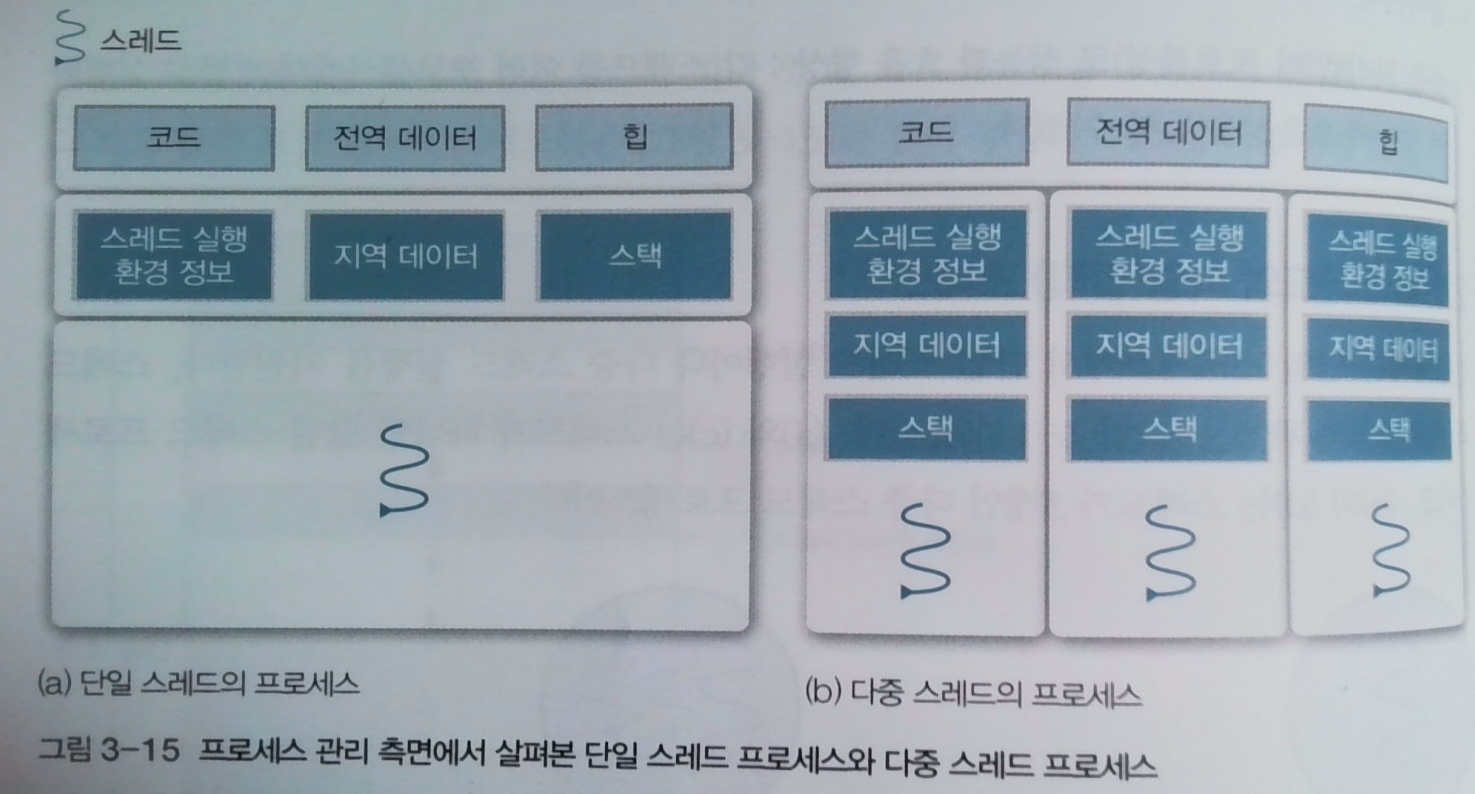 스레드
코드
전역 데이터
힙
스레드 실행
환경 정보
지역 데이터
스택
(a) 단일 스레드의 프로세스
코드
전역 데이터
힙
스레드 실행
환경 정보
스레드 실행
환경 정보
스레드 실행
환경 정보
지역 데이터
지역 데이터
지역 데이터
스택
스택
스택
(b) 다중 스레드의 프로세스
그림 3-15 프로세스 관리 측면에서 살펴본 단일 스레드 프로세스와 다중 스레드 프로세스